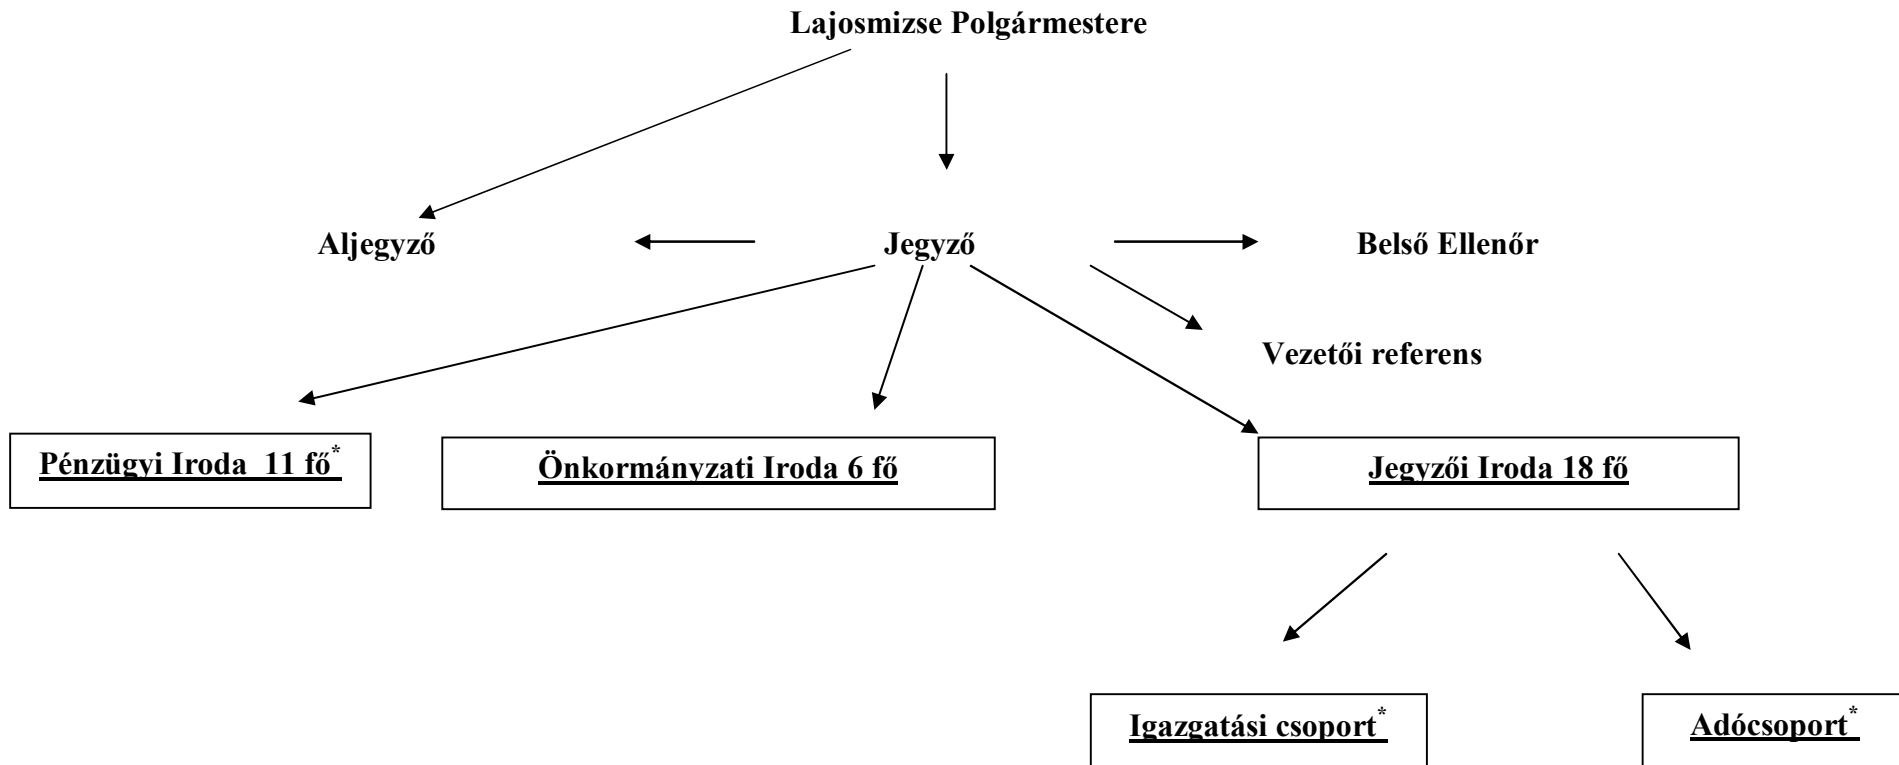 Lajosmizse Polgármestere
Aljegyző
Jegyző
Belső Ellenőr
Vezetői referens
Pénzügyi Iroda 11 fő*
Önkormányzati Iroda 6 fő
Jegyzői Iroda 18 fő
Igazgatási csoport*
Adócsoport*